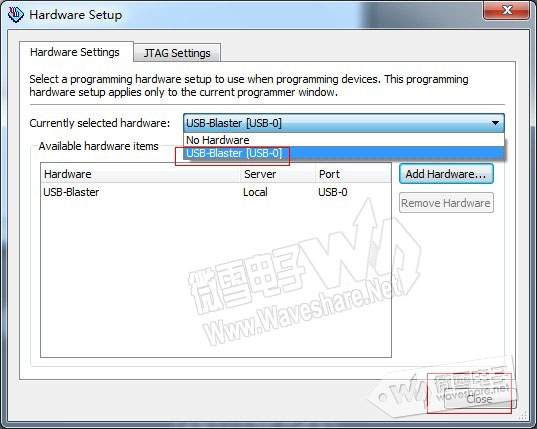 Hardware Setup
Hardware Settings
JTAG Settings
Select a programming hardware setup to use when programming devices. This programming
hardware setup applies only to the current programmer window.
Currently selected hardware:
USB-Blaster [USB-0]
No Hardware
USB-Blaster [USB-0]
Available hardware items
Hardware Server Port
USB-Blaster Local USB-0
Add Hardware...
Remove Hardware
微雪电子
www.Waveshare.Net
微雪电子
waveshare.net
Close